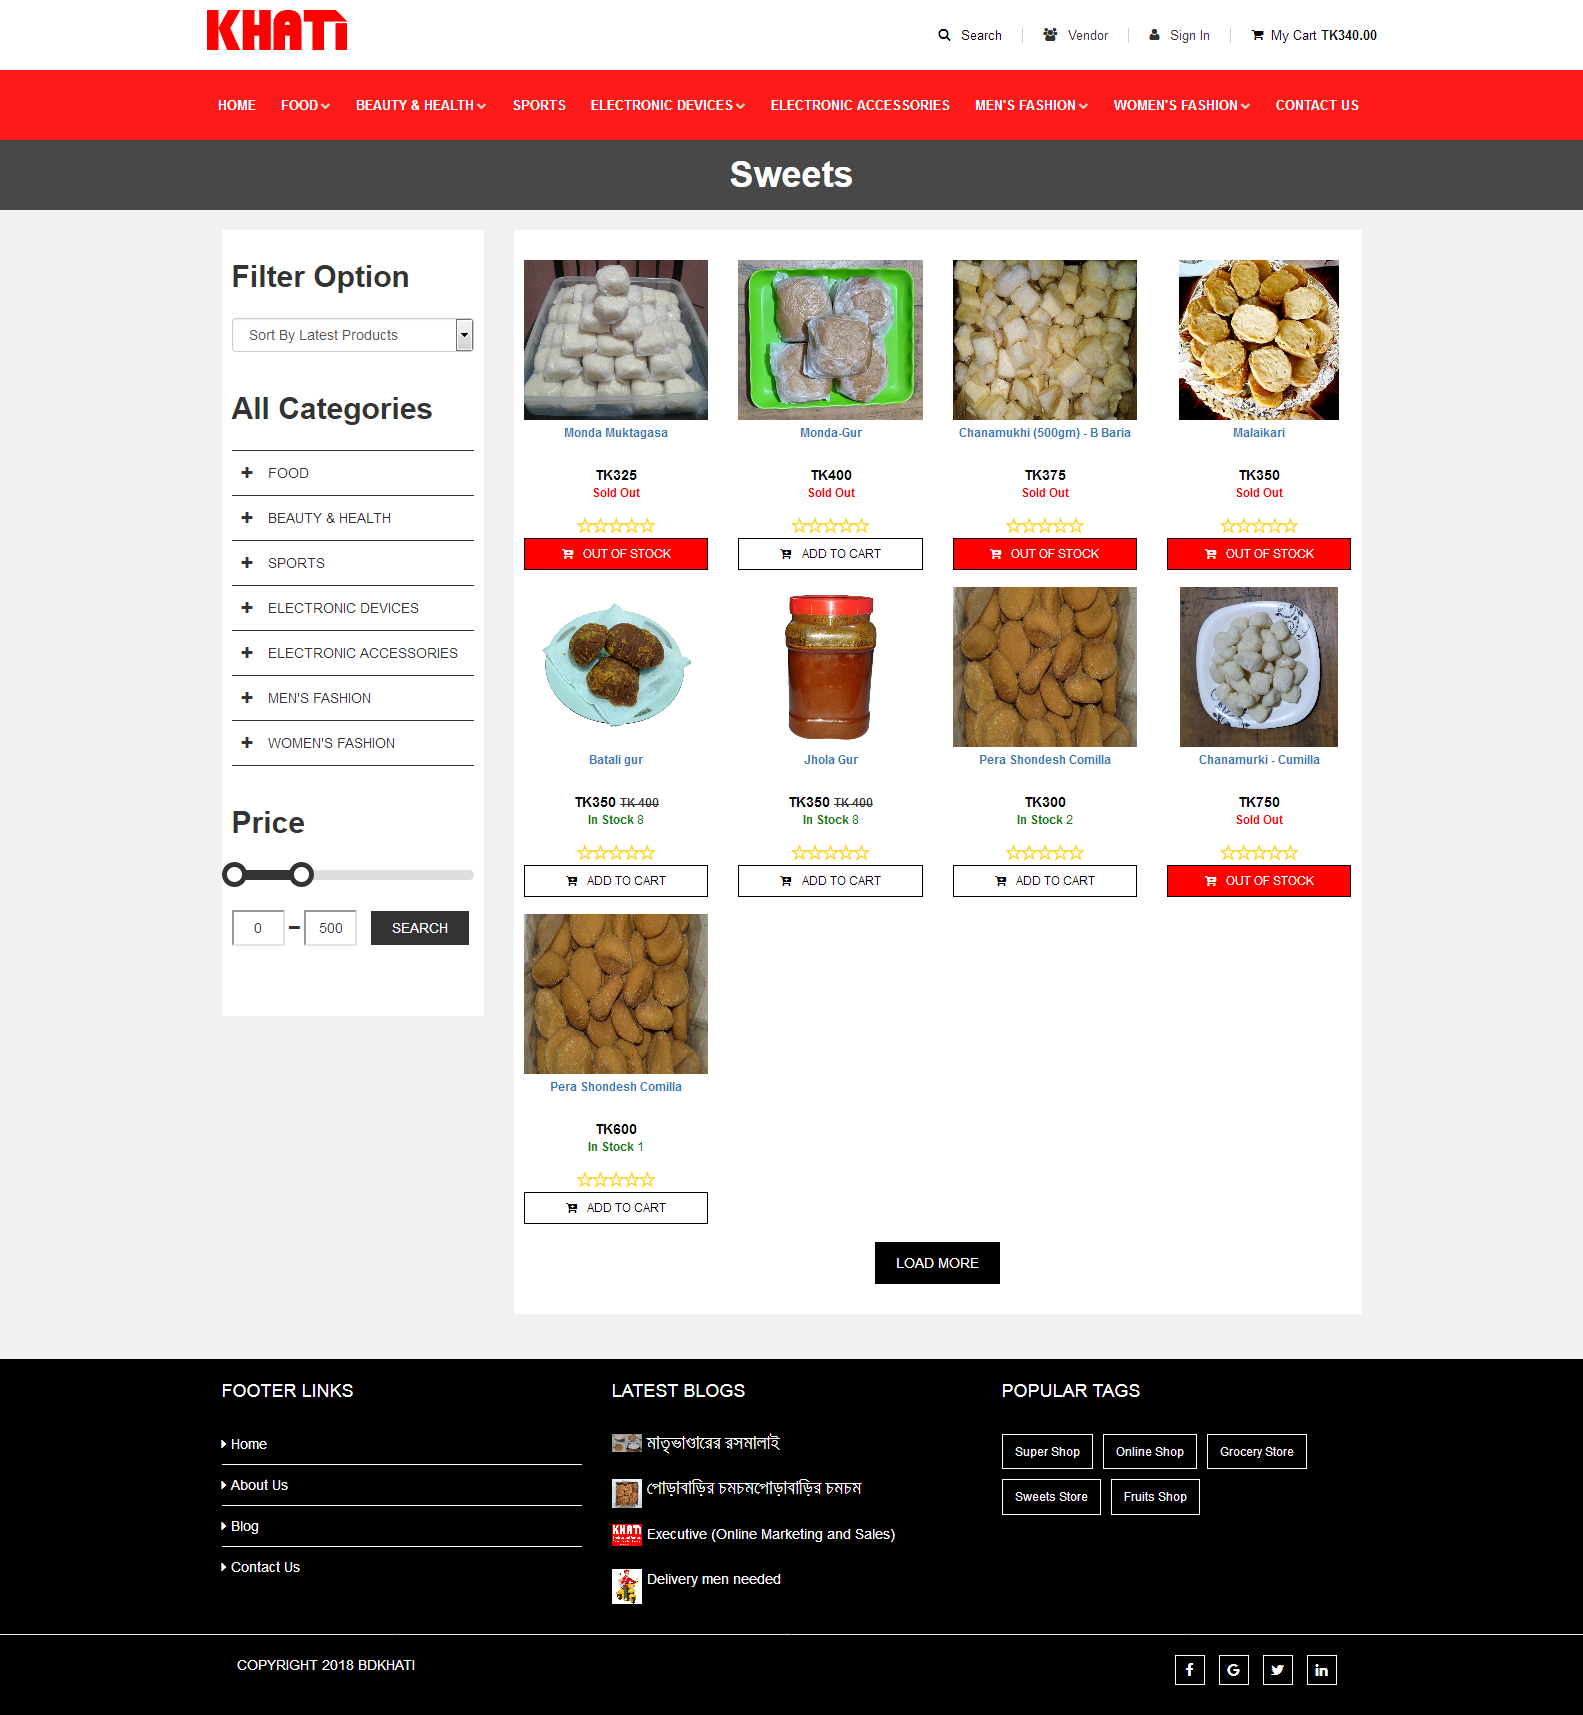 KHATI
Search
Vendor
Sign In
My Cart TK340.00
HOME
FOOD
BEAUTY & HEALTH
SPORTS
ELECTRONIC DEVICES
ELECTRONIC ACCESSORIES
MEN'S FASHION
WOMEN'S FASHION
CONTACT US
Sweets
Filter Option
Sort By Latest Products
All Categories
FOOD
BEAUTY & HEALTH
SPORTS
ELECTRONIC DEVICES
ELECTRONIC ACCESSORIES
MEN'S FASHION
WOMEN'S FASHION
Price
0
500
SEARCH
Monda Muktagasa
TK325
Sold Out
OUT OF STOCK
Monda-Gur
TK400
Sold Out
ADD TO CART
Chanamukhi (500gm) - B Baria
TK375
Sold Out
OUT OF STOCK
Malaikari
TK350
Sold Out
OUT OF STOCK
Batali gur
TK350 TK 400
In Stock 8
ADD TO CART
Jhola Gur
TK350 TK 400
In Stock 8
ADD TO CART
Pera Shondesh Comilla
TK300
In Stock 2
ADD TO CART
Chanamurki - Cumilla
TK750
Sold Out
OUT OF STOCK
Pera Shondesh Comilla
TK600
In Stock 1
ADD TO CART
LOAD MORE
FOOTER LINKS
Home
About Us
Blog
Contact Us
LATEST BLOGS
মাতৃভাণ্ডারের রসমালাই
পোড়াবাড়ির চমচমপোড়াবাড়ির চমচম
KHATI
Executive (Online Marketing and Sales)
Delivery men needed
POPULAR TAGS
Super Shop
Online Shop
Grocery Store
Sweets Store
Fruits Shop
COPYRIGHT 2018 BDKHATI